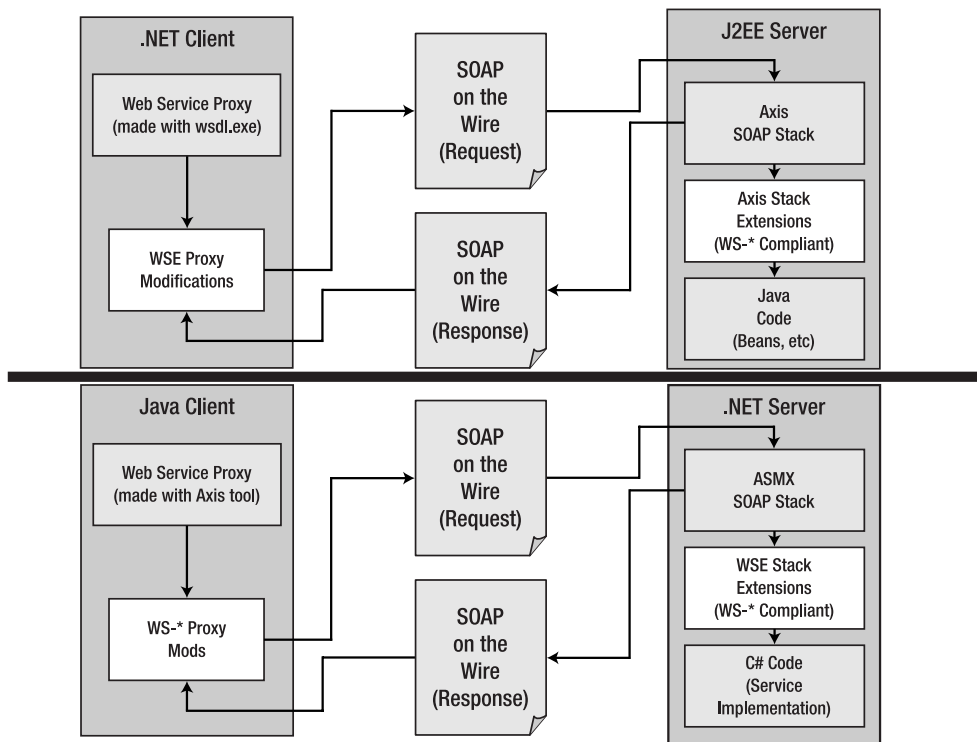 .NET Client
Web Service Proxy
(made with wsdl.exe)
WSE Proxy
Modifications
SOAP
on the
Wire
(Request)
SOAP
on the
Wire
(Response)
J2EE Server
Axis
SOAP Stack
Axis Stack
Extensions
(WS-* Compliant)
Java
Code
(Beans, etc)
Java Client
Web Service Proxy
(made with Axis tool)
WS-* Proxy
Mods
SOAP
on the
Wire
(Request)
SOAP
on the
Wire
(Response)
.NET Server
ASMX
SOAP Stack
WSE Stack
Extensions
(WS-* Compliant)
C# Code
(Service
Implementation)